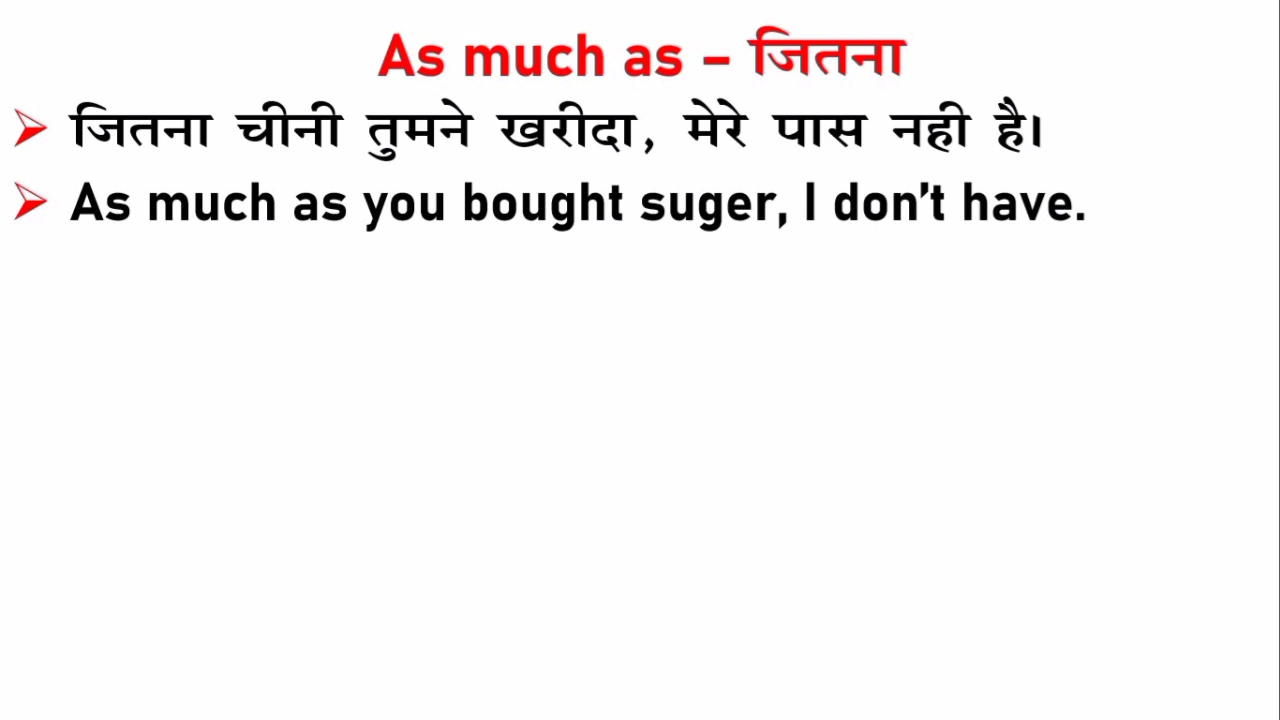 As much as – जितना
जितना चीनी तुमने खरीदा, मेरे पास नही है।
As much as you bought suger, I don't have.